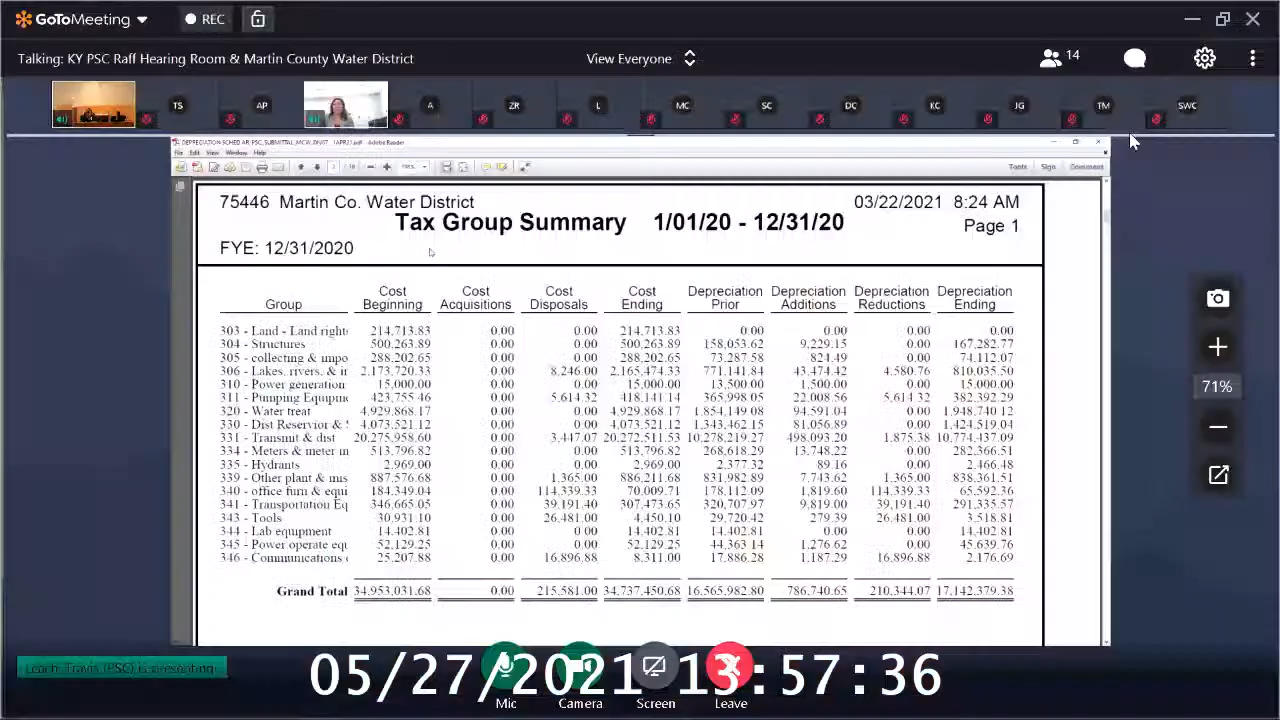 GoToMeeting REC
Talking: KY PSC Raff Hearing Room & Martin County Water District View Everyone 14
TS AP A ZR L MC SC DC KC JG TM SWC
File Edit View Window Help
Tools Sign Comment
75446 Martin Co. Water District 03/22/2021 8:24 AM
Tax Group Summary 1/01/20 - 12/31/20
Page 1
FYE: 12/31/2020
Cost Cost Cost Cost Depreciation Depreciation Depreciation Depreciation
Group Beginning Acquisitions Disposals Ending Prior Additions Reductions Ending
303 - Land - Land rights 214,713.83 0.00 0.00 214,713.83 0.00 0.00 0.00 0.00
304 - Structures 500,263.89 0.00 0.00 500,263.89 158,053.62 9,229.15 0.00 167,282.77
305 - collecting & impo 288,202.65 0.00 0.00 288,202.65 73,287.58 824.49 0.00 74,112.07
306 - Lakes, rivers, & ir 2,173,720.33 0.00 8,246.00 2,165,474.33 771,141.84 43,474.42 4,580.76 810,035.50
310 - Power generation 15,000.00 0.00 0.00 15,000.00 13,500.00 1,500.00 0.00 15,000.00
311 - Pumping Equipme 423,755.46 0.00 5,614.32 418,141.14 365,998.05 22,008.56 5,614.32 382,392.29
320 - Water treat 4,929,868.17 0.00 0.00 4,929,868.17 1,854,149.08 94,591.04 0.00 1,948,740.12
330 - Dist Reservior & 4,073,521.12 0.00 0.00 4,073,521.12 1,343,462.15 81,056.89 0.00 1,424,519.04
331 - Transmit & dist 20,275,958.60 0.00 3,447.07 20,272,511.53 10,278,219.27 498,093.20 1,875.38 10,774,437.09
334 - Meters & meter in 513,796.82 0.00 0.00 513,796.82 268,618.29 13,748.22 0.00 282,366.51
335 - Hydrants 2,969.00 0.00 0.00 2,969.00 2,377.32 89.16 0.00 2,466.48
339 - Other plant & mis 887,576.68 0.00 1,365.00 886,211.68 831,982.89 7,743.62 1,365.00 838,361.51
340 - office furn & equi 184,349.04 0.00 114,339.33 70,009.71 178,112.09 1,819.60 114,339.33 65,592.36
341 - Transportation Eq 346,665.05 0.00 39,191.40 307,473.65 320,707.97 9,819.00 39,191.40 291,335.57
343 - Tools 30,931.10 0.00 26,481.00 4,450.10 29,720.42 279.39 26,481.00 3,518.81
344 - Lab equipment 14,402.81 0.00 0.00 14,402.81 14,402.81 0.00 0.00 14,402.81
345 - Power operate equ 52,129.25 0.00 0.00 52,129.25 44,363.14 1,276.62 0.00 45,639.76
346 - Communications 25,207.88 0.00 16,896.88 8,311.00 17,886.28 1,187.29 16,896.88 2,176.69
Grand Total 34,953,031.68 0.00 215,581.00 34,737,450.68 16,565,982.80 786,740.65 210,344.07 17,142,379.38
71%
Leach, Travis (PSC) is presenting
05/27/2021 13:57:36
Mic Camera Screen Leave